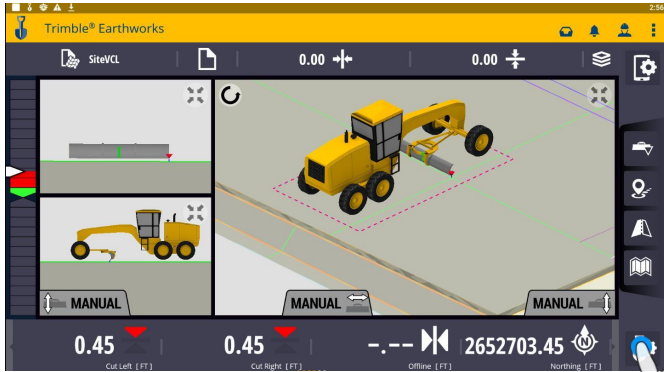 2:56
Trimble® Earthworks
SiteVCL
0.00
0.00
MANUAL
MANUAL
MANUAL
0.45
0.45
-.--
2652703.45
N
Cut Left [FT]
Cut Right [FT]
Offline [FT]
Northing [FT]